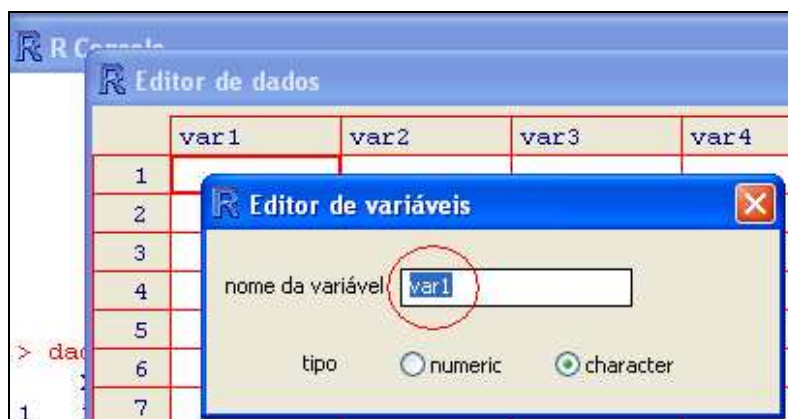 R Console
Editor de dados
var1 var2 var3 var4
1
2
3
4
5
6
7
Editor de variáveis
nome da variável var1
tipo numeric character
>
1